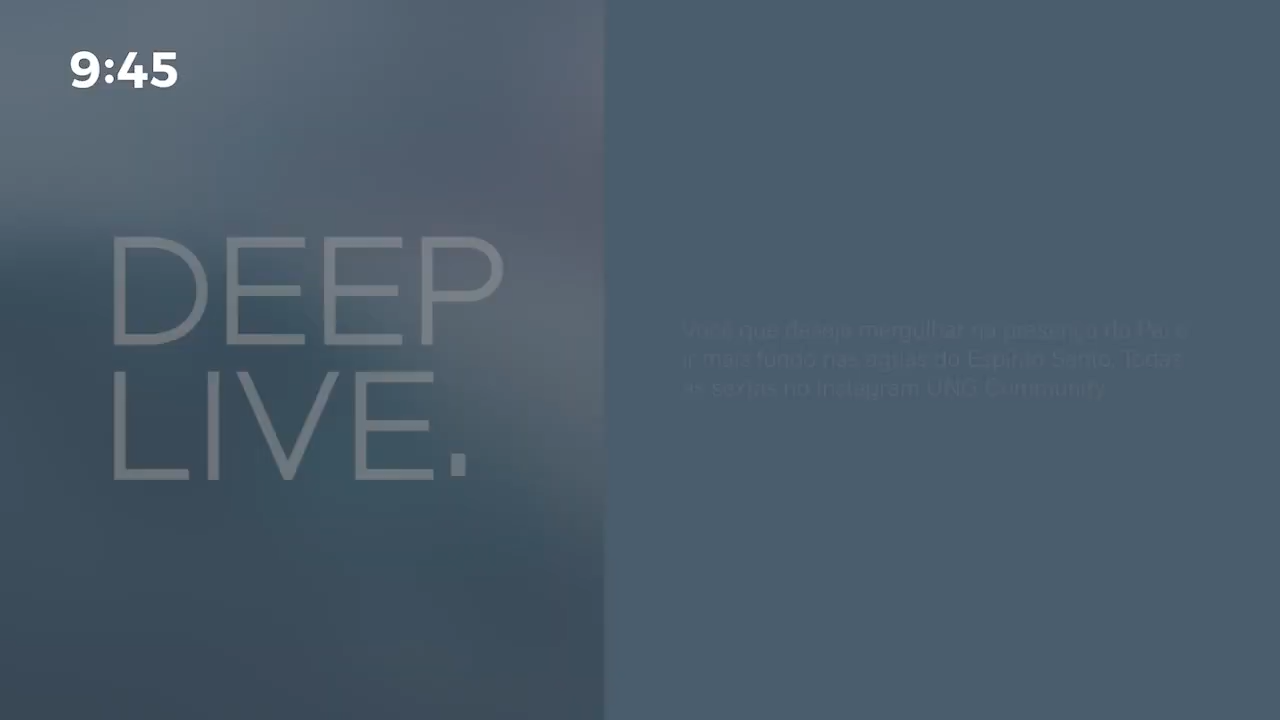 9:45
DEEP
LIVE.
Você que deseja mergulhar na presença do Pai e
ir mais fundo nas águas do Espírito Santo. Todas
as sextas no Instagram UNG Community